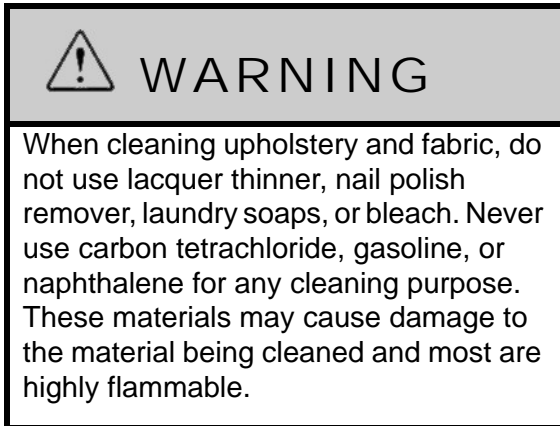 WARNING
When cleaning upholstery and fabric, do
not use lacquer thinner, nail polish
remover, laundry soaps, or bleach. Never
use carbon tetrachloride, gasoline, or
naphthalene for any cleaning purpose.
These materials may cause damage to
the material being cleaned and most are
highly flammable.